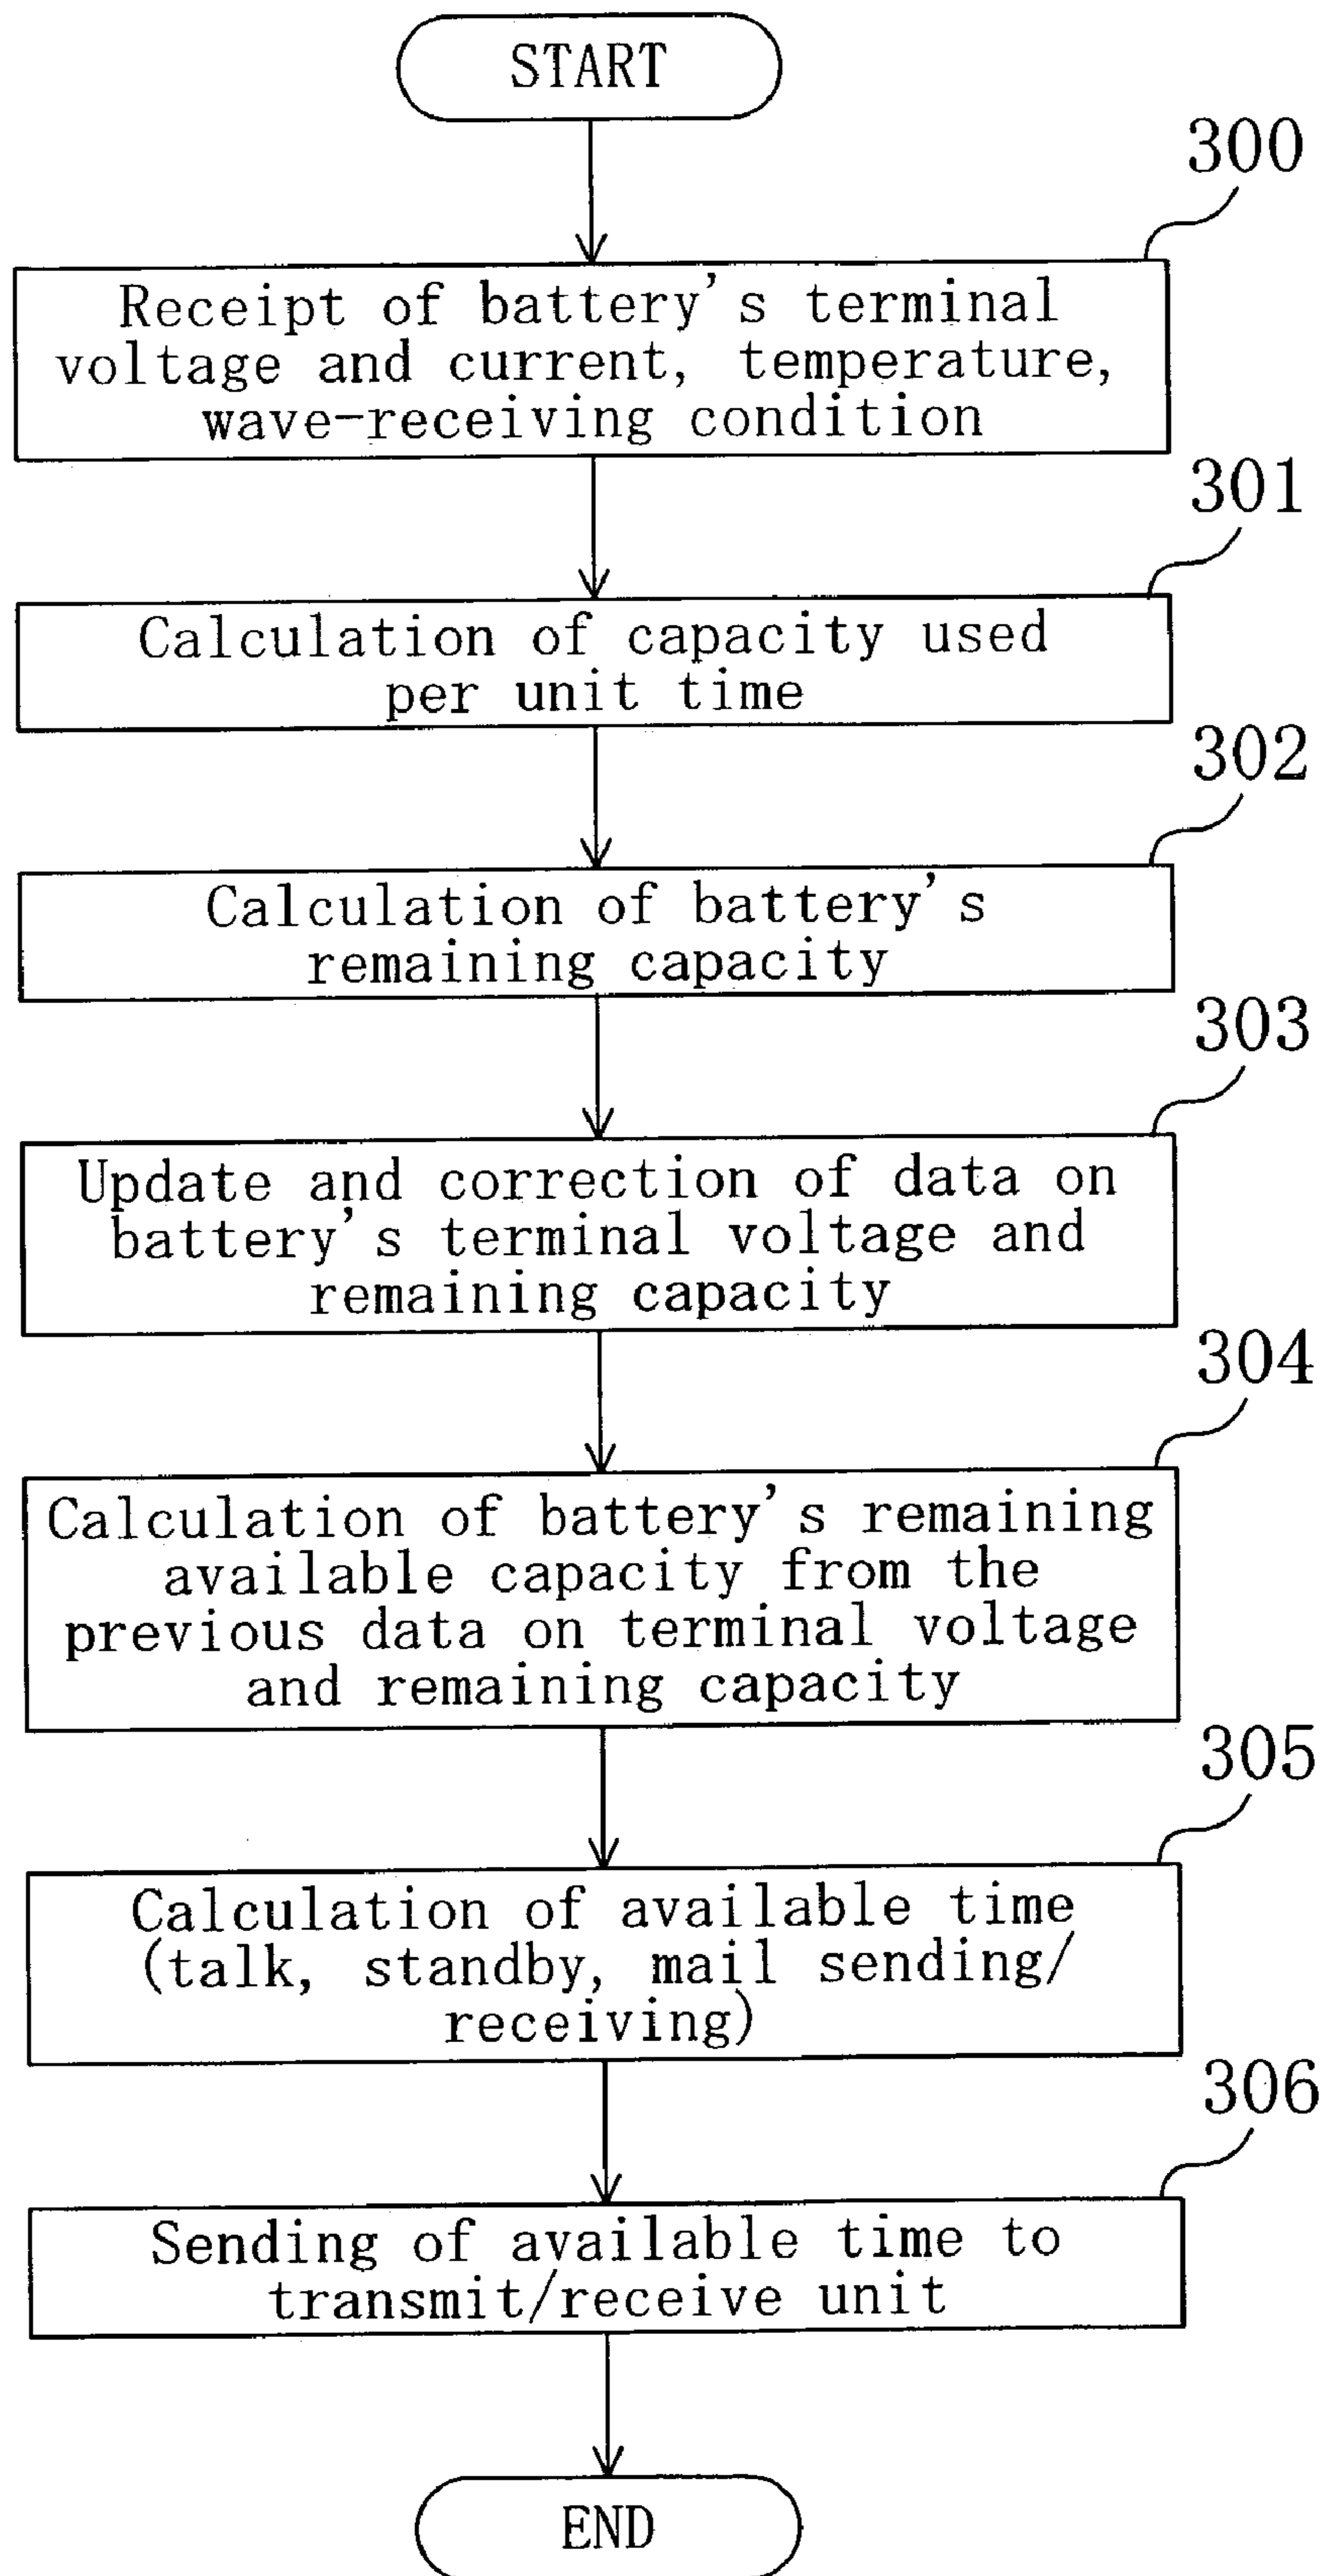 START
300
Receipt of battery's terminal
voltage and current, temperature,
wave-receiving condition
301
Calculation of capacity used
per unit time
302
Calculation of battery's
remaining capacity
303
Update and correction of data on
battery's terminal voltage and
remaining capacity
304
Calculation of battery's remaining
available capacity from the
previous data on terminal voltage
and remaining capacity
305
Calculation of available time
(talk, standby, mail sending/
receiving)
306
Sending of available time to
transmit/receive unit
END